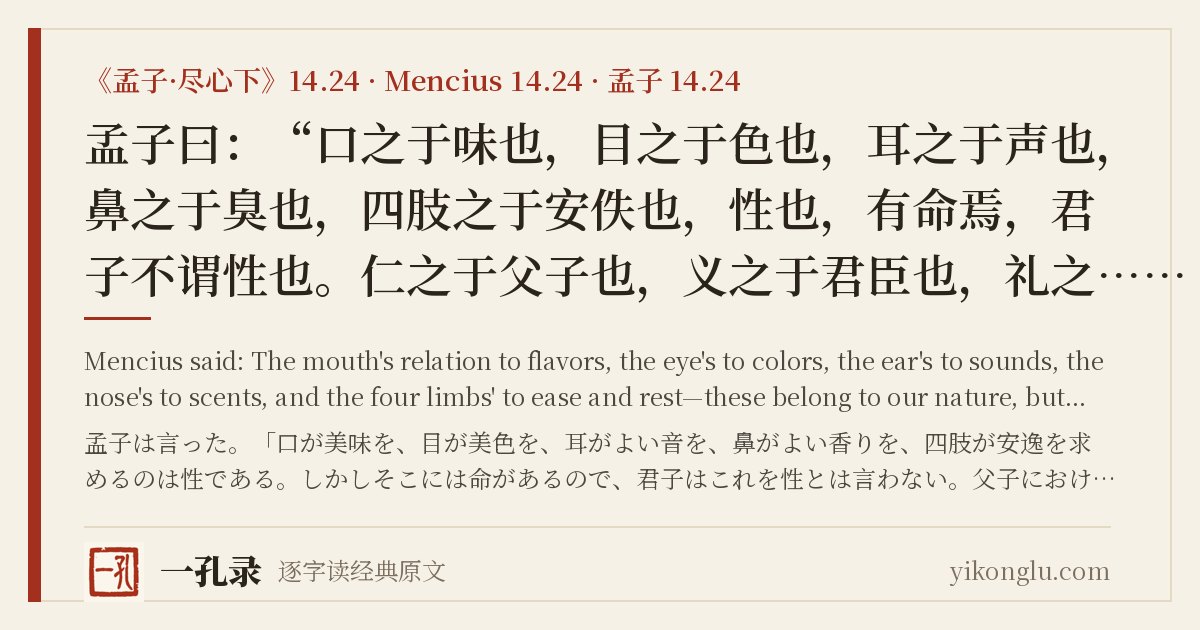 《孟子·尽心下》14.24 · Mencius 14.24 · 孟子 14.24
孟子曰：“口之于味也，目之于色也，耳之于声也，
鼻之于臭也，四肢之于安佚也，性也，有命焉，君
子不谓性也。仁之于父子也，义之于君臣也，礼之……
Mencius said: The mouth's relation to flavors, the eye's to colors, the ear's to sounds, the
nose's to scents, and the four limbs' to ease and rest—these belong to our nature, but…
孟子は言った。「口が美味を、目が美色を、耳がよい音を、鼻がよい香りを、四肢が安逸を求
めるのは性である。しかしそこには命があるので、君子はこれを性とは言わない。父子におけ…
一孔
一孔录 逐字读经典原文 yikonglu.com